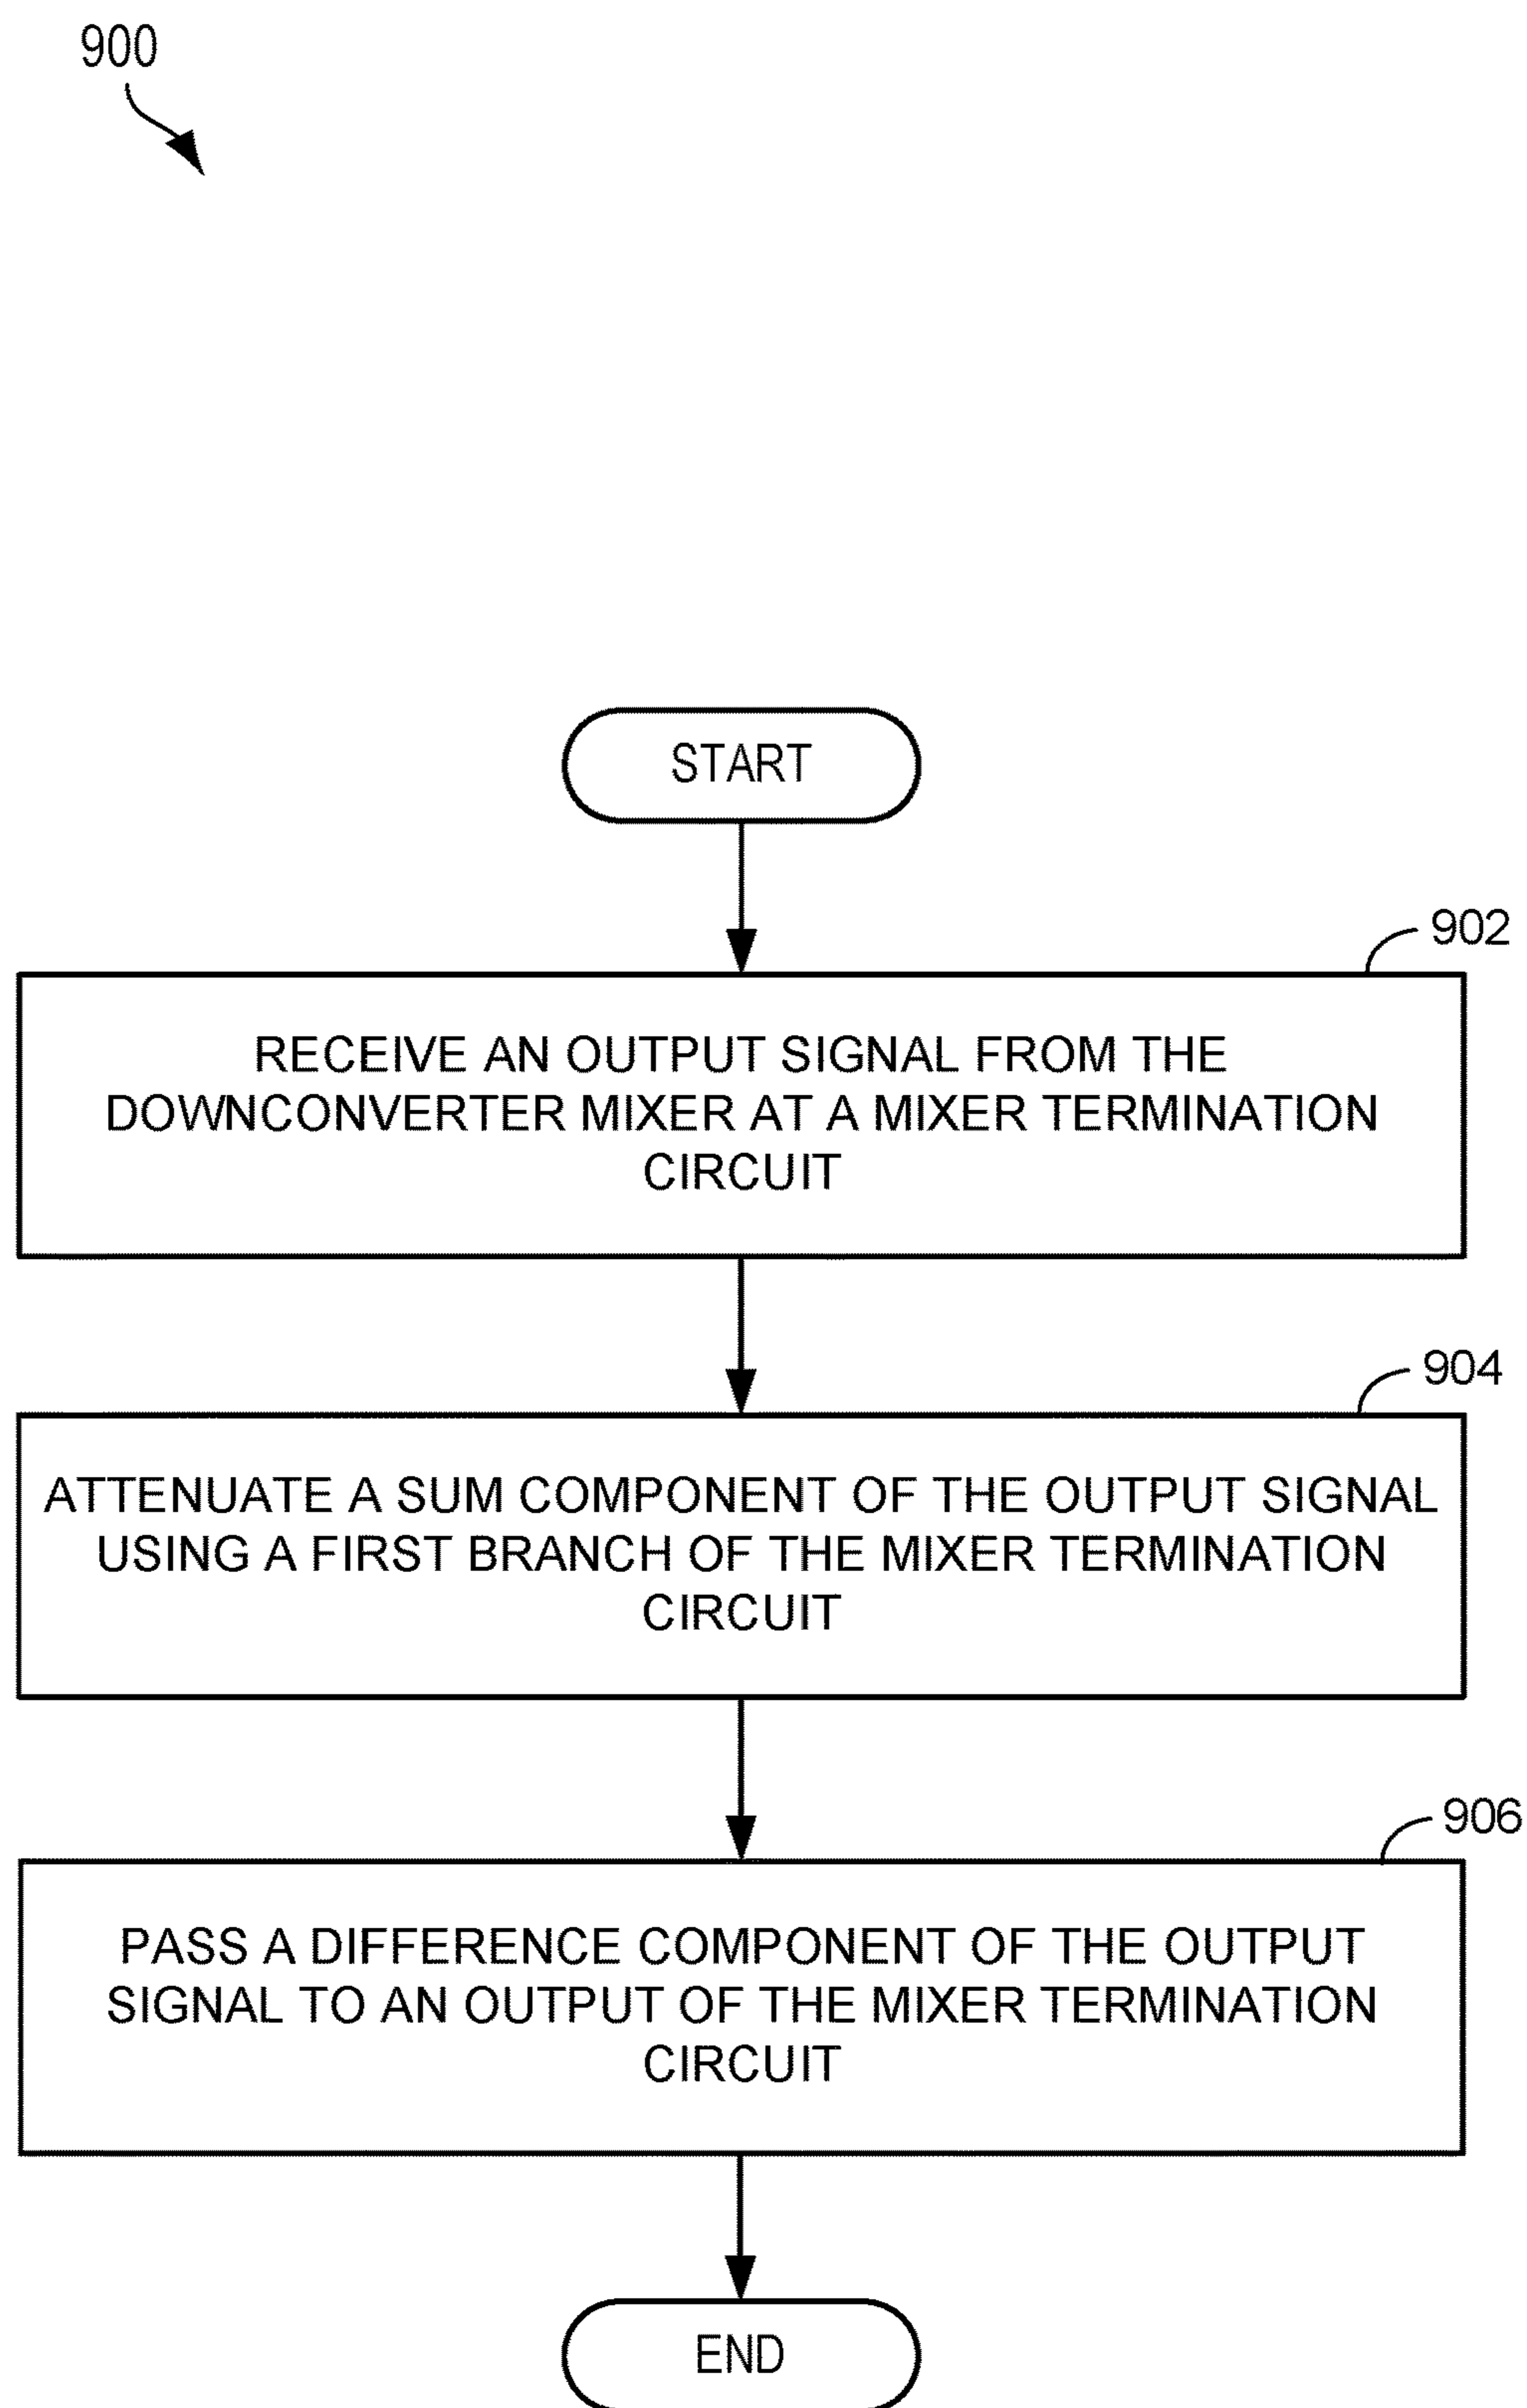 900
START
902
RECEIVE AN OUTPUT SIGNAL FROM THE
DOWNCONVERTER MIXER AT A MIXER TERMINATION
CIRCUIT
904
ATTENUATE A SUM COMPONENT OF THE OUTPUT SIGNAL
USING A FIRST BRANCH OF THE MIXER TERMINATION
CIRCUIT
906
PASS A DIFFERENCE COMPONENT OF THE OUTPUT
SIGNAL TO AN OUTPUT OF THE MIXER TERMINATION
CIRCUIT
END